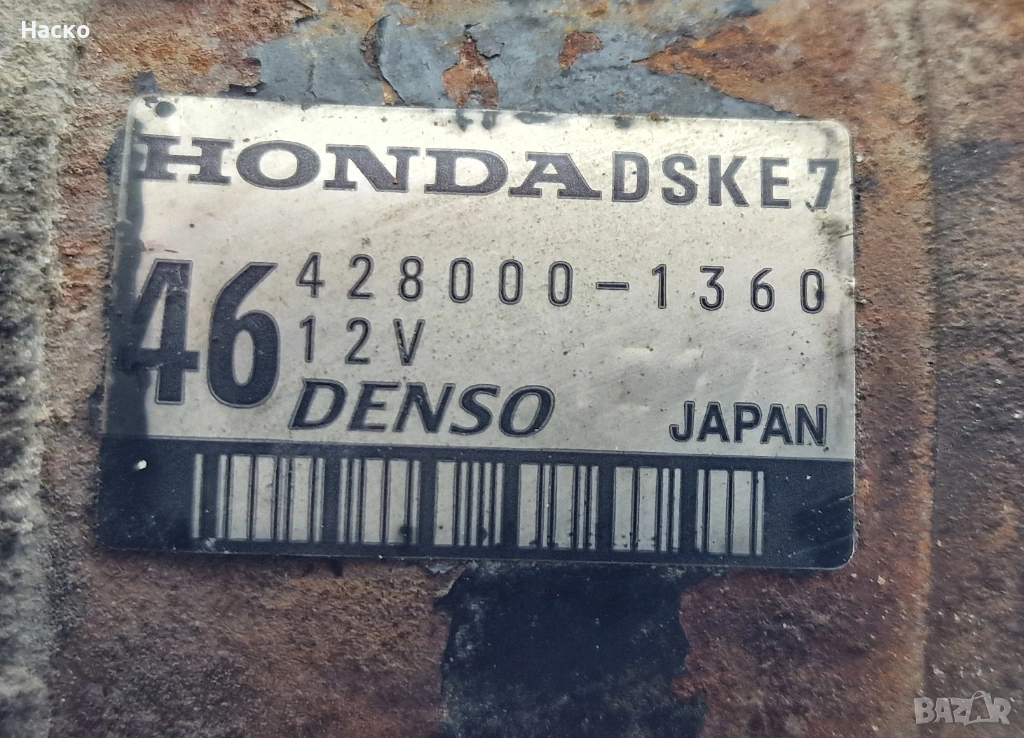 Наско
HONDA DSKE7
46 428000-1360
12V
DENSO JAPAN
BAZAR